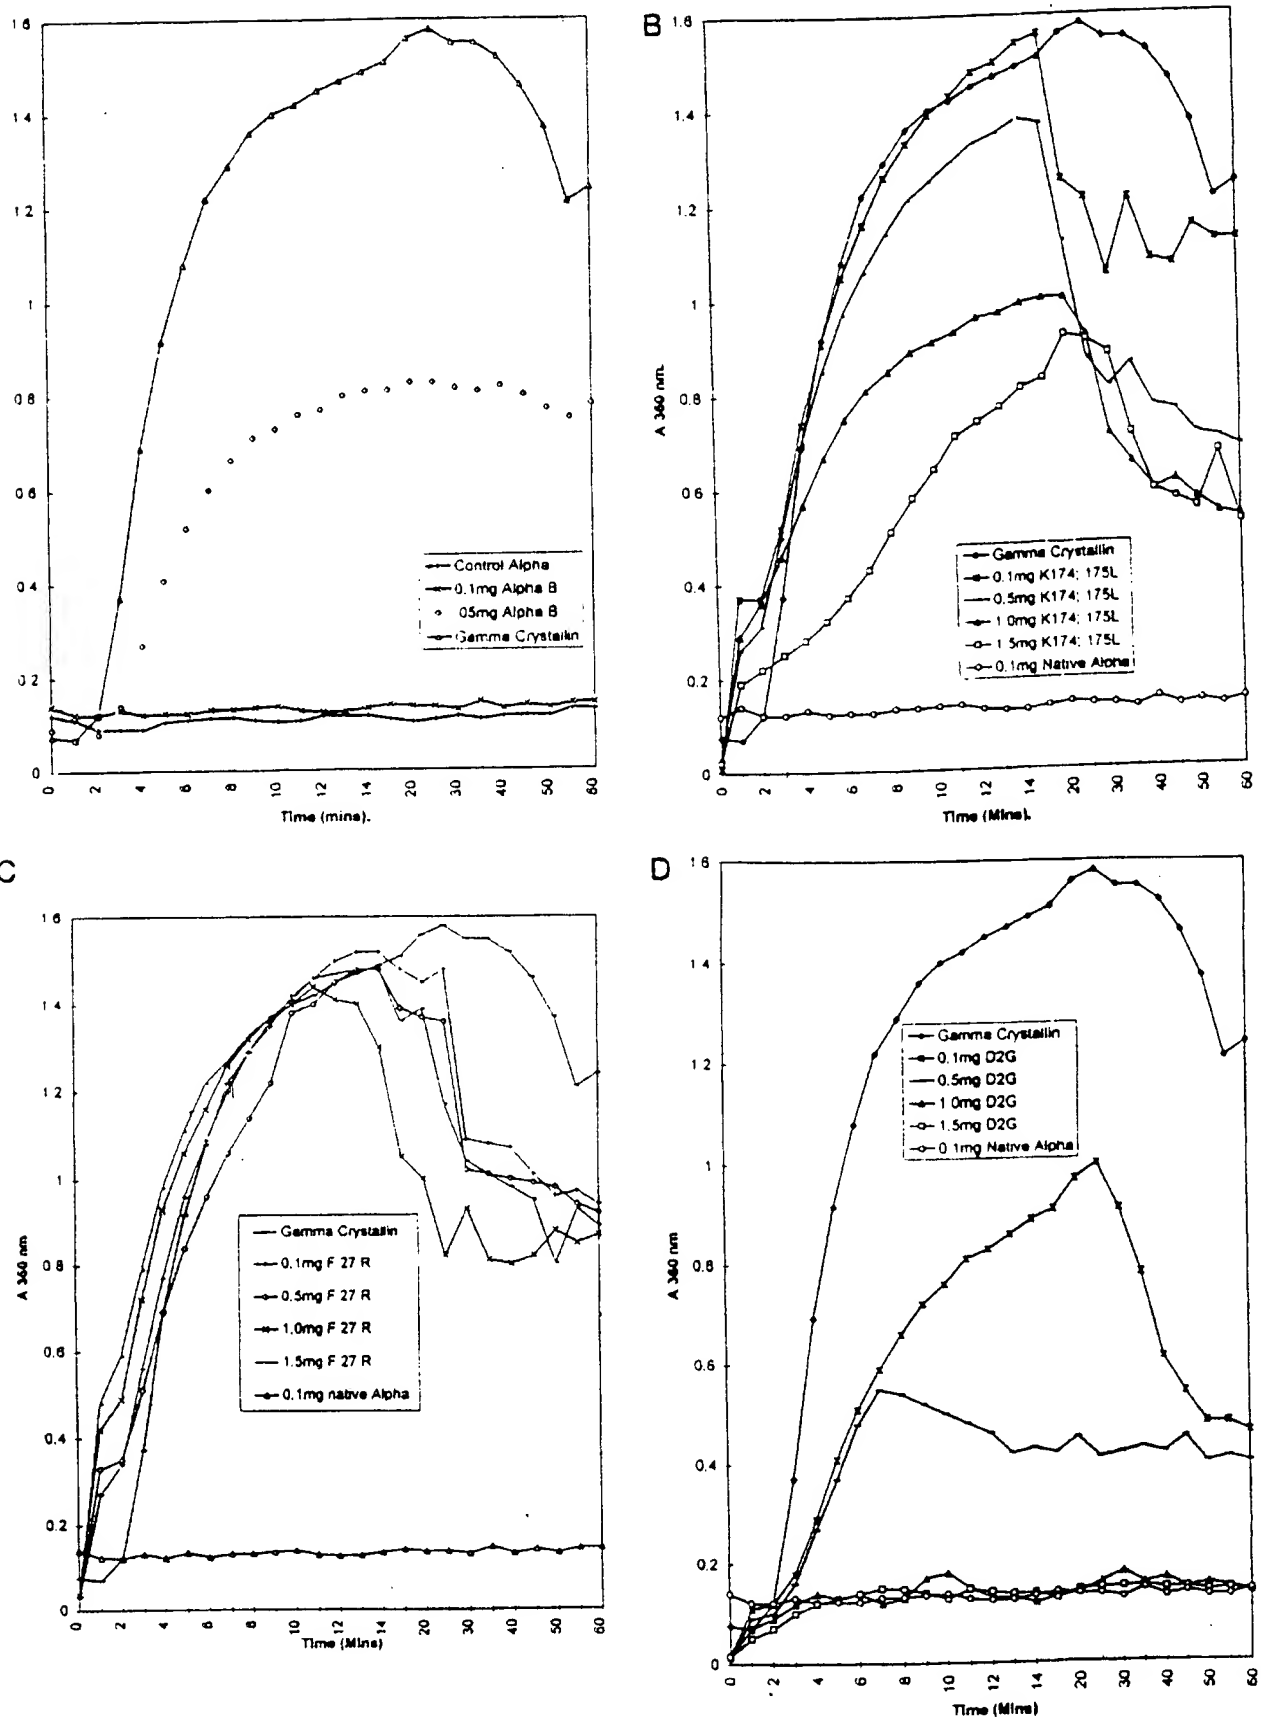 1 6
1 4
1 2
1
0 8
0 6
0 4
0 2
0
Control Alpha
0.1mg Alpha B
05mg Alpha B
Gamma Crystallin
0 2 4 6 8 10 12 14 20 30 40 50 60
Time (mins).
B
1.6
1.4
1.2
1
0.8
0.6
0.4
0.2
0
A 360 nm.
Gamma Crystallin
0.1mg K174; 175L
0.5mg K174; 175L
1 0mg K174; 175L
1 5mg K174; 175L
0.1mg Native Alpha
0 2 4 6 8 10 12 14 20 30 40 50 60
Time (Mins).
C
1 6
1 4
1 2
1
0.8
0.6
0.4
0.2
0
A 360 nm
Gamma Crystallin
0.1mg F 27 R
0.5mg F 27 R
1.0mg F 27 R
1.5mg F 27 R
0.1mg native Alpha
0 2 4 6 8 10 12 14 20 30 40 50 60
Time (Mins)
D
1 6
1.4
1 2
1
0.8
0.6
0.4
0.2
0
A 360 nm
Gamma Crystallin
0.1mg D2G
0.5mg D2G
1 0mg D2G
1.5mg D2G
0 1mg Native Alpha
0 2 4 6 8 10 12 14 20 30 40 50 60
Time (Mins)